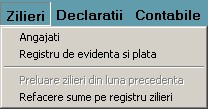 Zilieri Declaratii Contabile
Angajati
Registru de evidenta si plata
Preluare zilieri din luna precedenta
Refacere sume pe registru zilieri